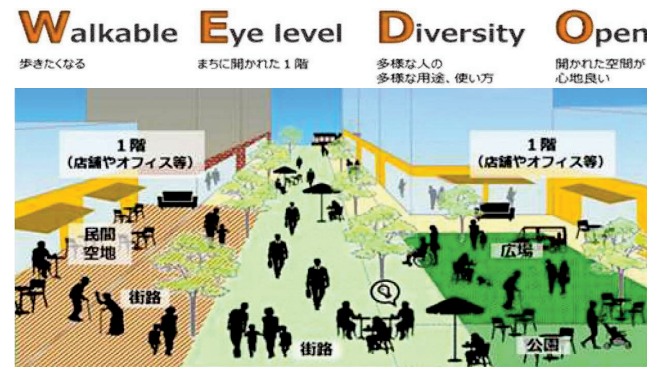 Walkable Eye level Diversity Open
歩きたくなる
まちに開かれた1階
多様な人の
多様な用途、使い方
開かれた空間が
心地良い
1階
(店舗やオフィス等)
1階
(店舗やオフィス等)
民間
空地
広場
街路
街路
公園